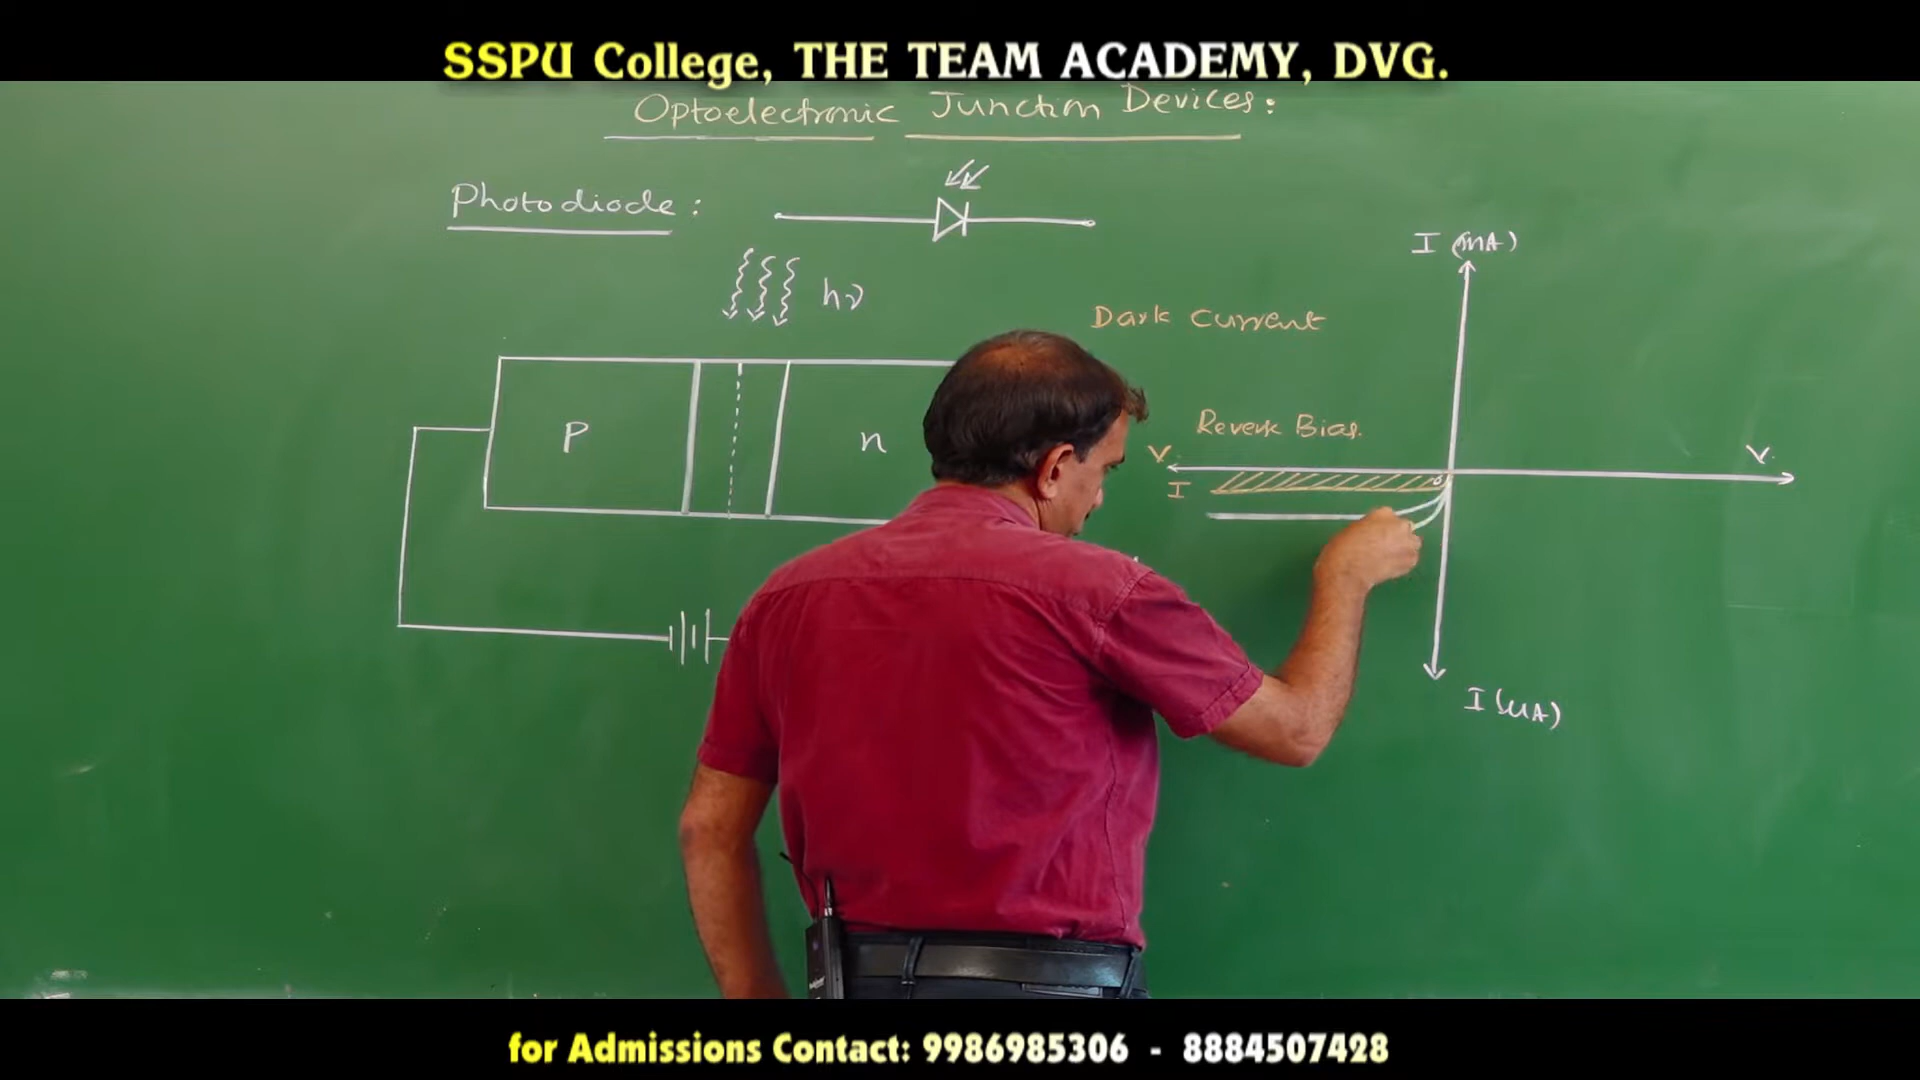 SSPU College, THE TEAM ACADEMY, DVG.
Optoelectronic Junction Devices:
Photodiode:
hν
I (mA)
Dark Current
P
n
Reverse Bias.
V
V.
I
I (μA)
for Admissions Contact: 9986985306 - 8884507428